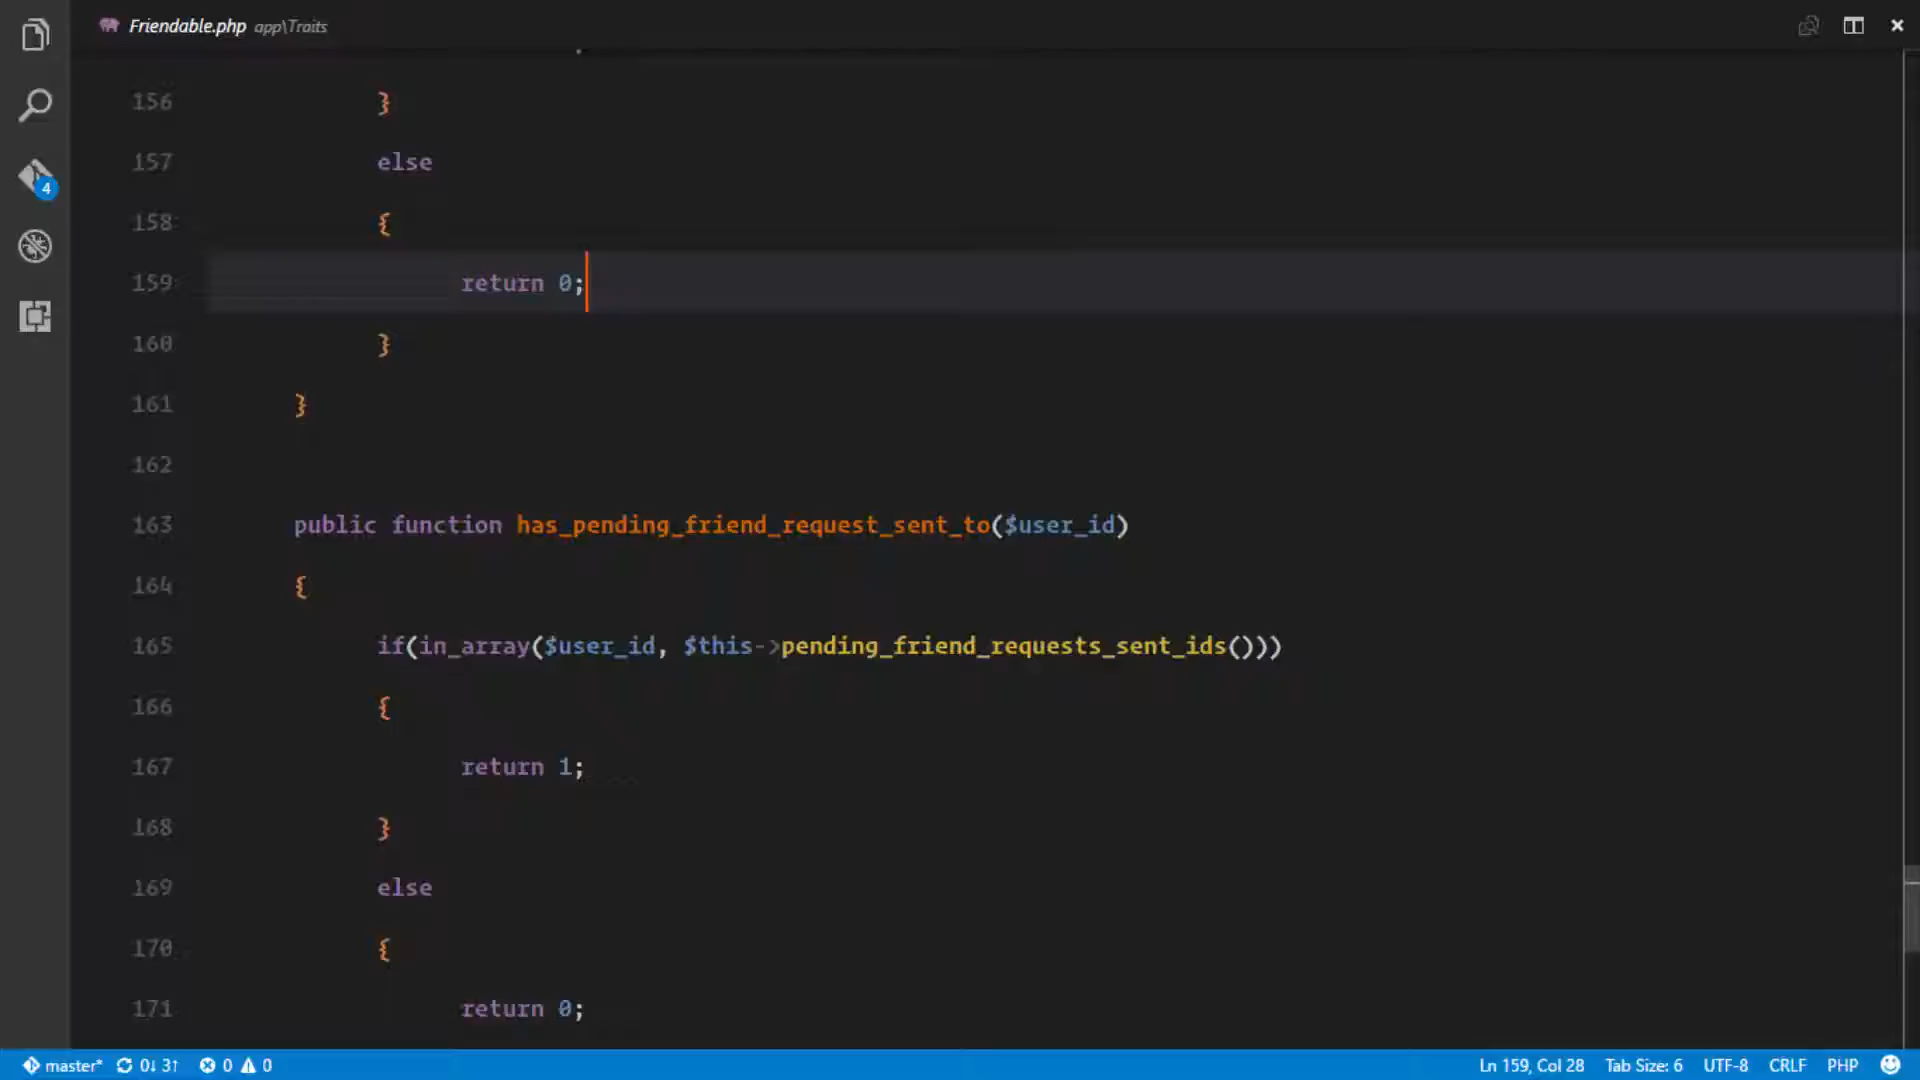 Friendable.php app\Traits
156 }
157 else
158 {
159 return 0;
160 }
161 }
162
163 public function has_pending_friend_request_sent_to($user_id)
164 {
165 if(in_array($user_id, $this->pending_friend_requests_sent_ids()))
166 {
167 return 1;
168 }
169 else
170 {
171 return 0;
4
master* 0↓ 3↑ 0 0 Ln 159, Col 28 Tab Size: 6 UTF-8 CRLF PHP